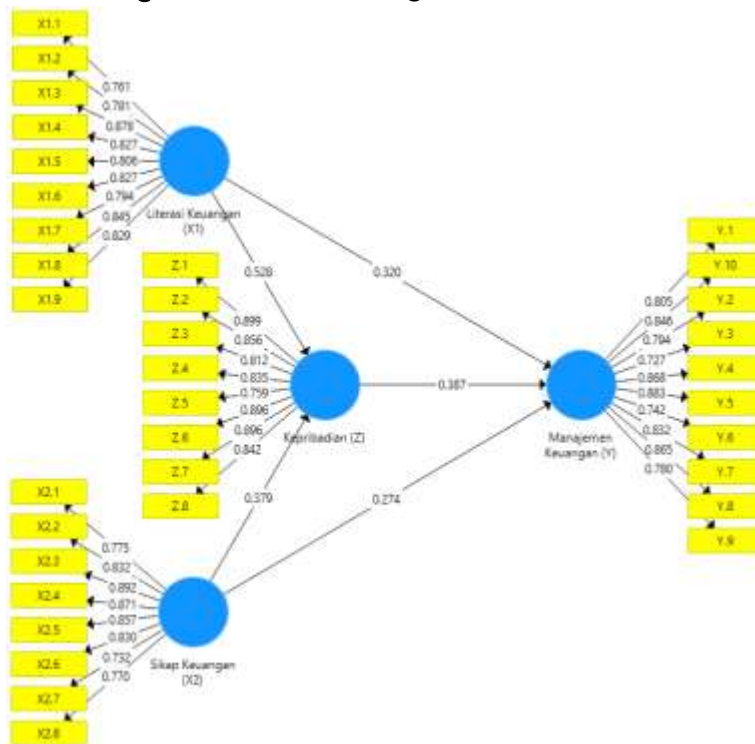 X1.1
X1.2
X1.3
X1.4
X1.5
X1.6
X1.7
X1.8
X1.9
0.761
0.781
0.878
0.827
0.806
0.827
0.794
0.845
0.829
Literasi Keuangan
(X1)
0.528
0.320
Z.1
Z.2
Z.3
Z.4
Z.5
Z.6
Z.7
Z.8
0.899
0.856
0.812
0.835
0.759
0.896
0.896
0.842
Kepribadian (Z)
0.387
0.379
0.274
Y.1
Y.10
Y.2
Y.3
Y.4
Y.5
Y.6
Y.7
Y.8
Y.9
0.805
0.846
0.794
0.727
0.868
0.883
0.742
0.832
0.865
0.780
Manajemen
Keuangan (Y)
X2.1
X2.2
X2.3
X2.4
X2.5
X2.6
X2.7
X2.8
0.775
0.832
0.892
0.871
0.857
0.830
0.732
0.770
Sikap Keuangan
(X2)